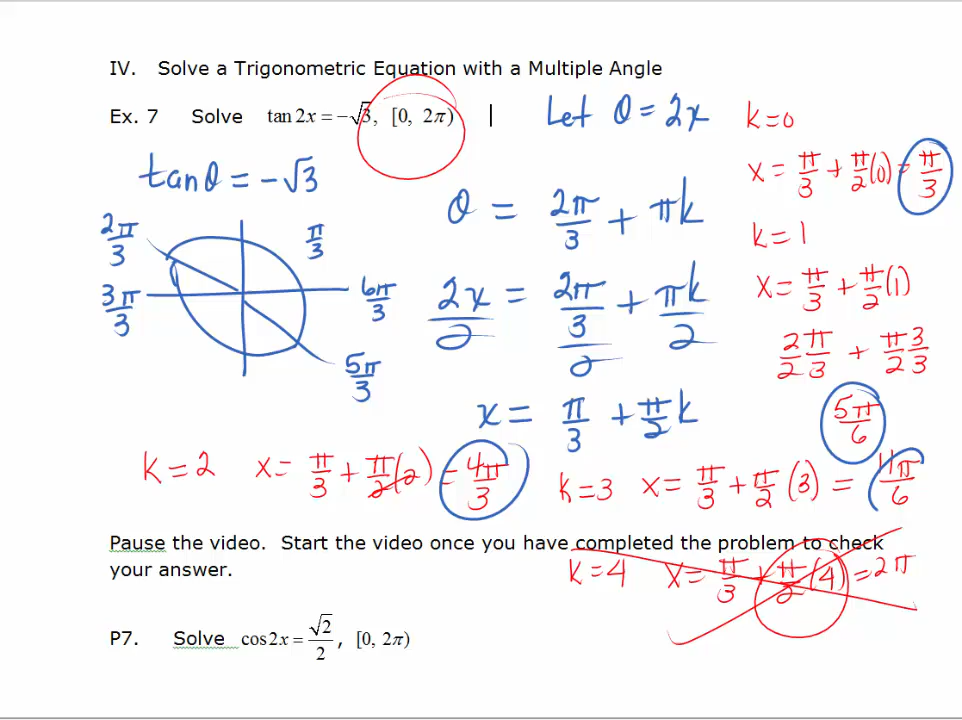 IV. Solve a Trigonometric Equation with a Multiple Angle
Ex. 7 Solve tan 2x = −√3, [0, 2π) |
Let θ = 2x
tan θ = −√3
2π/3
π/3
3π/3
6π/3
5π/3
θ = 2π/3 + πk
2x/2 = 2π/3/2 + πk/2
x = π/3 + π/2 k
k=0
x = π/3 + π/2 (0) = π/3
k=1
x = π/3 + π/2 (1)
2/2 π/3 + π/2 3/3
5π/6
k=2 x = π/3 + π/2 (2) = 4π/3
k=3 x = π/3 + π/2 (3) = 11π/6
Pause the video. Start the video once you have completed the problem to check
your answer.
k=4 x = π/3 + π/2 (4) = 2π
P7. Solve cos 2x = √2/2, [0, 2π)